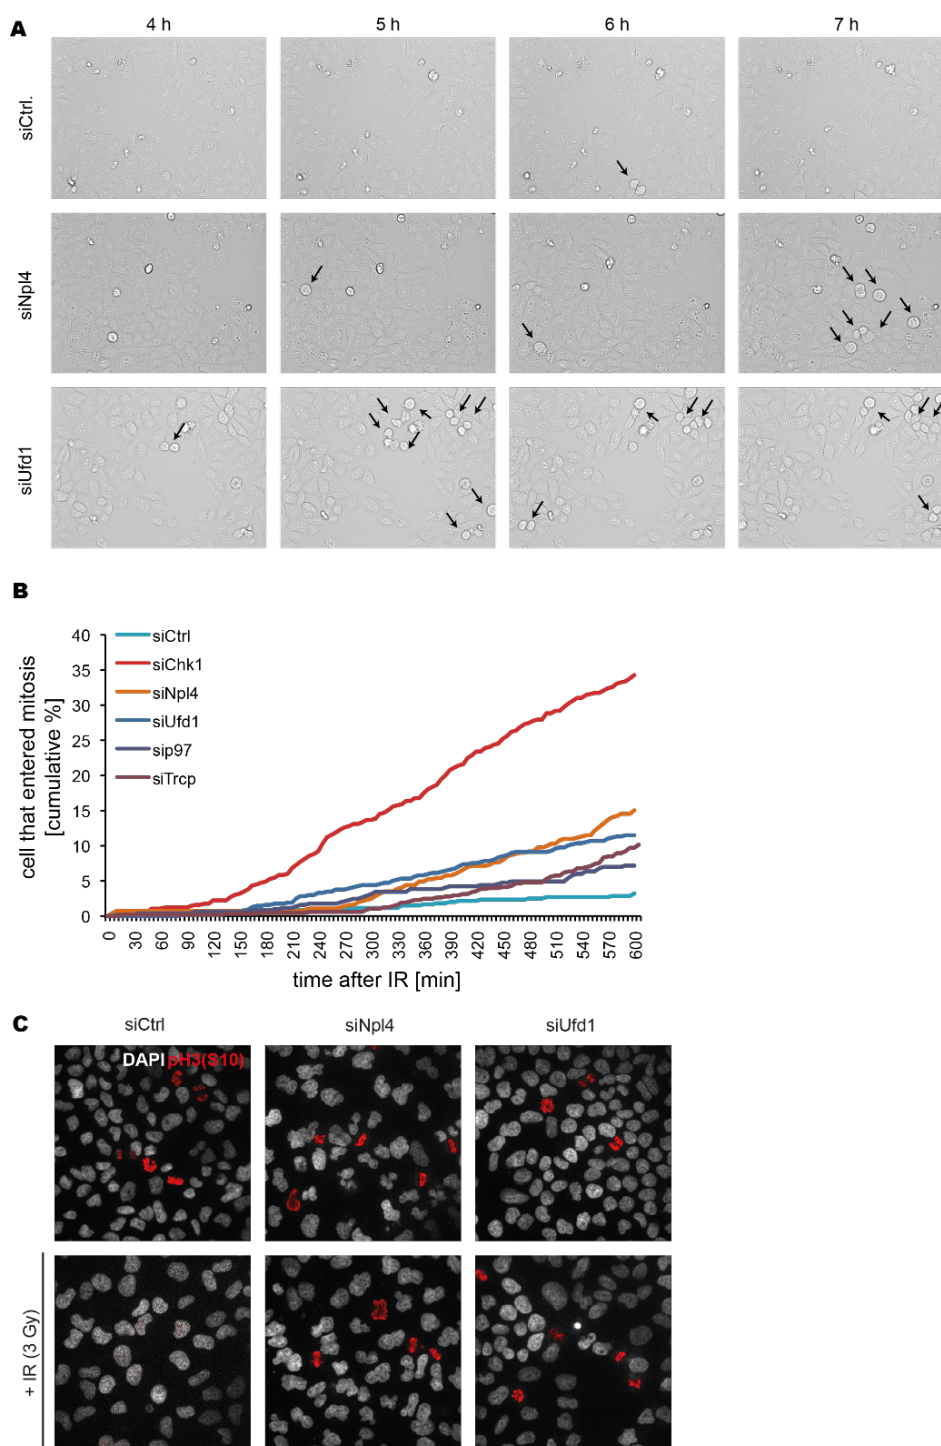 A
4 h 5 h 6 h 7 h
siCtrl.
siNpl4
siUfd1
B
40
35
30
25
20
15
10
5
0
cell that entered mitosis
[cumulative %]
siCtrl
siChk1
siNpl4
siUfd1
sip97
siTrcp
0 30 60 90 120 150 180 210 240 270 300 330 360 390 420 450 480 510 540 570 600
time after IR [min]
C
siCtrl siNpl4 siUfd1
DAPI pH3(S10)
+ IR (3 Gy)